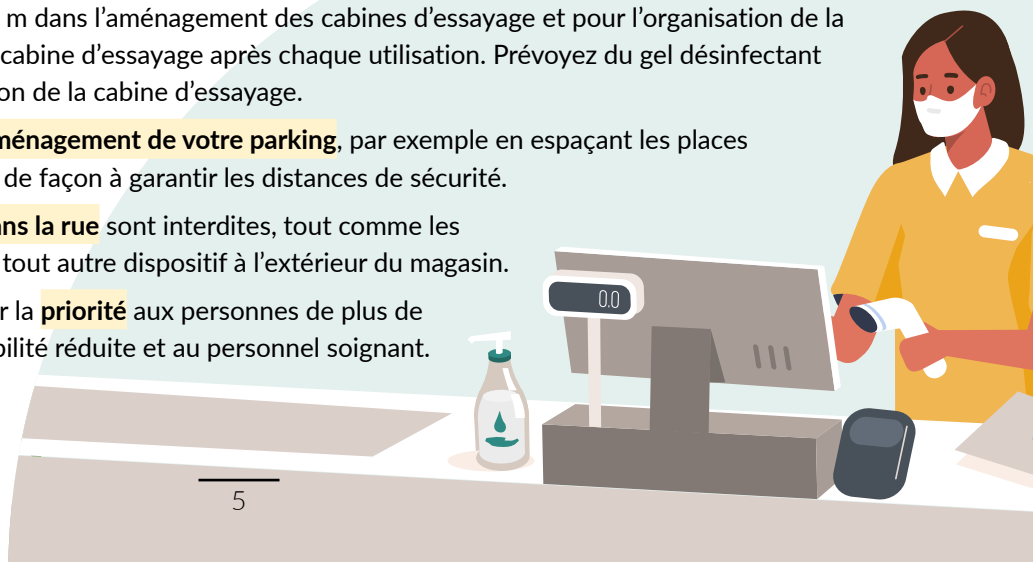 m dans l’aménagement des cabines d’essayage et pour l’organisation de la
cabine d’essayage après chaque utilisation. Prévoyez du gel désinfectant
on de la cabine d’essayage.
ménagement de votre parking, par exemple en espaçant les places
de façon à garantir les distances de sécurité.
ns la rue sont interdites, tout comme les
tout autre dispositif à l’extérieur du magasin.
r la priorité aux personnes de plus de
bilité réduite et au personnel soignant.
0.0
5